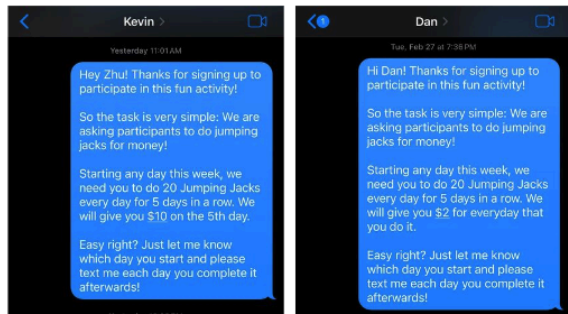 Kevin >
Yesterday 11:01 AM
Hey Zhu! Thanks for signing up to
participate in this fun activity!
So the task is very simple: We are
asking participants to do jumping
jacks for money!
Starting any day this week, we
need you to do 20 Jumping Jacks
every day for 5 days in a row. We
will give you $10 on the 5th day.
Easy right? Just let me know
which day you start and please
text me each day you complete it
afterwards!
Dan >
Tue, Feb 27 at 7:38 PM
Hi Dan! Thanks for signing up to
participate in this fun activity!
So the task is very simple: We are
asking participants to do jumping
jacks for money!
Starting any day this week, we
need you to do 20 Jumping Jacks
every day for 5 days in a row. We
will give you $2 for everyday that
you do it.
Easy right? Just let me know
which day you start and please
text me each day you complete it
afterwards!